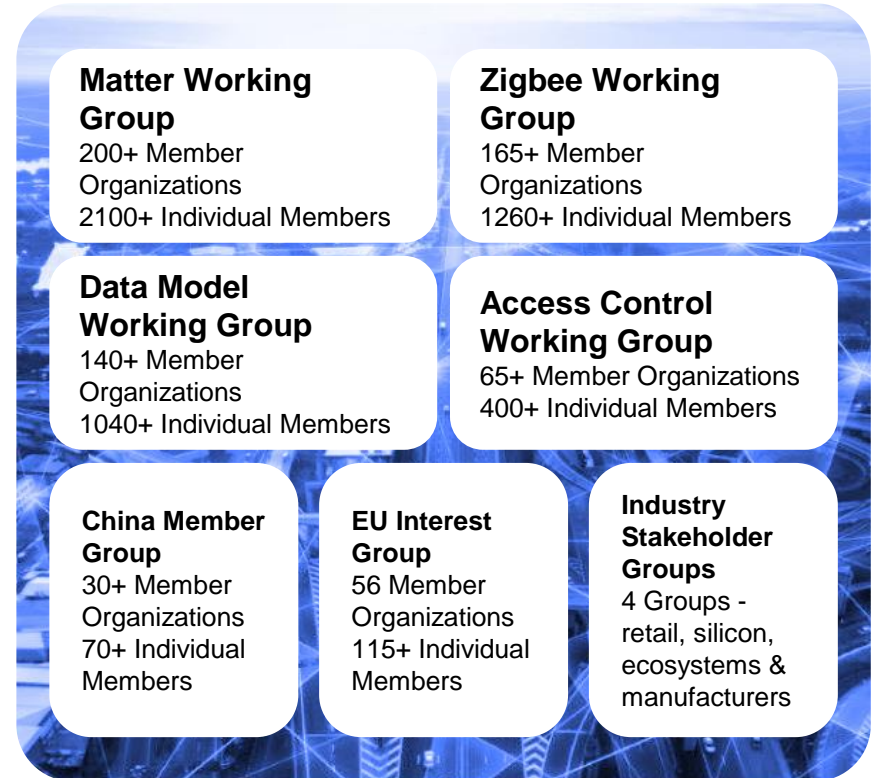 Matter Working
Group
200+ Member
Organizations
2100+ Individual Members
Zigbee Working
Group
165+ Member
Organizations
1260+ Individual Members
Data Model
Working Group
140+ Member
Organizations
1040+ Individual Members
Access Control
Working Group
65+ Member Organizations
400+ Individual Members
China Member
Group
30+ Member
Organizations
70+ Individual
Members
EU Interest
Group
56 Member
Organizations
115+ Individual
Members
Industry
Stakeholder
Groups
4 Groups -
retail, silicon,
ecosystems &
manufacturers